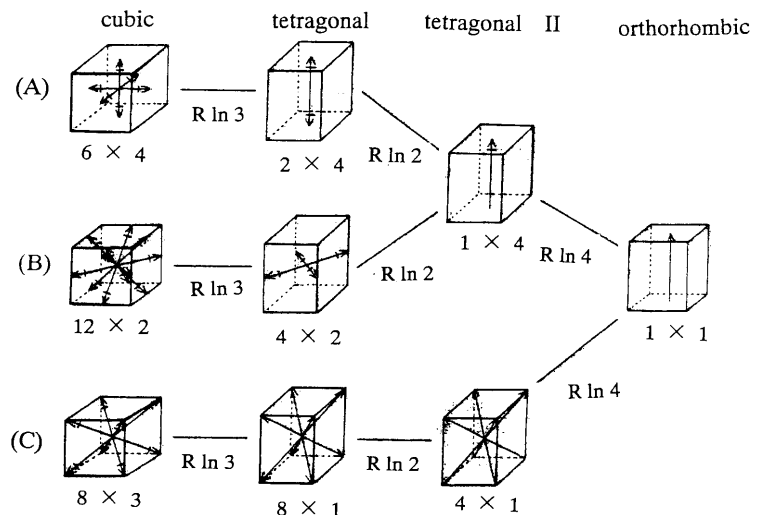 cubic tetragonal tetragonal II orthorhombic
(A)
R ln 3
R ln 2
6 × 4
2 × 4
1 × 4
R ln 4
(B)
R ln 3
R ln 2
12 × 2
4 × 2
1 × 1
R ln 4
(C)
R ln 3
R ln 2
8 × 3
8 × 1
4 × 1